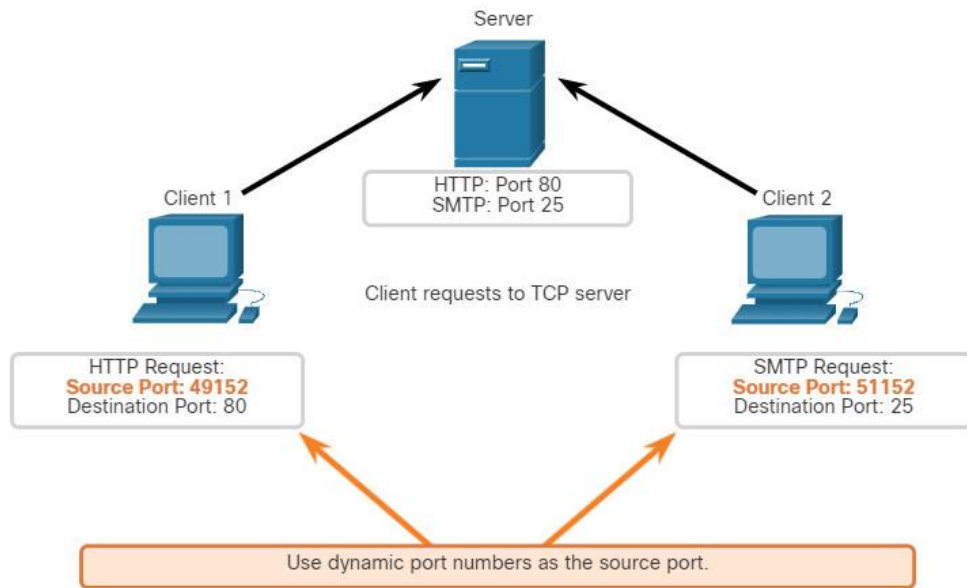 Server
HTTP: Port 80
SMTP: Port 25
Client 1
Client 2
Client requests to TCP server
HTTP Request:
Source Port: 49152
Destination Port: 80
SMTP Request:
Source Port: 51152
Destination Port: 25
Use dynamic port numbers as the source port.